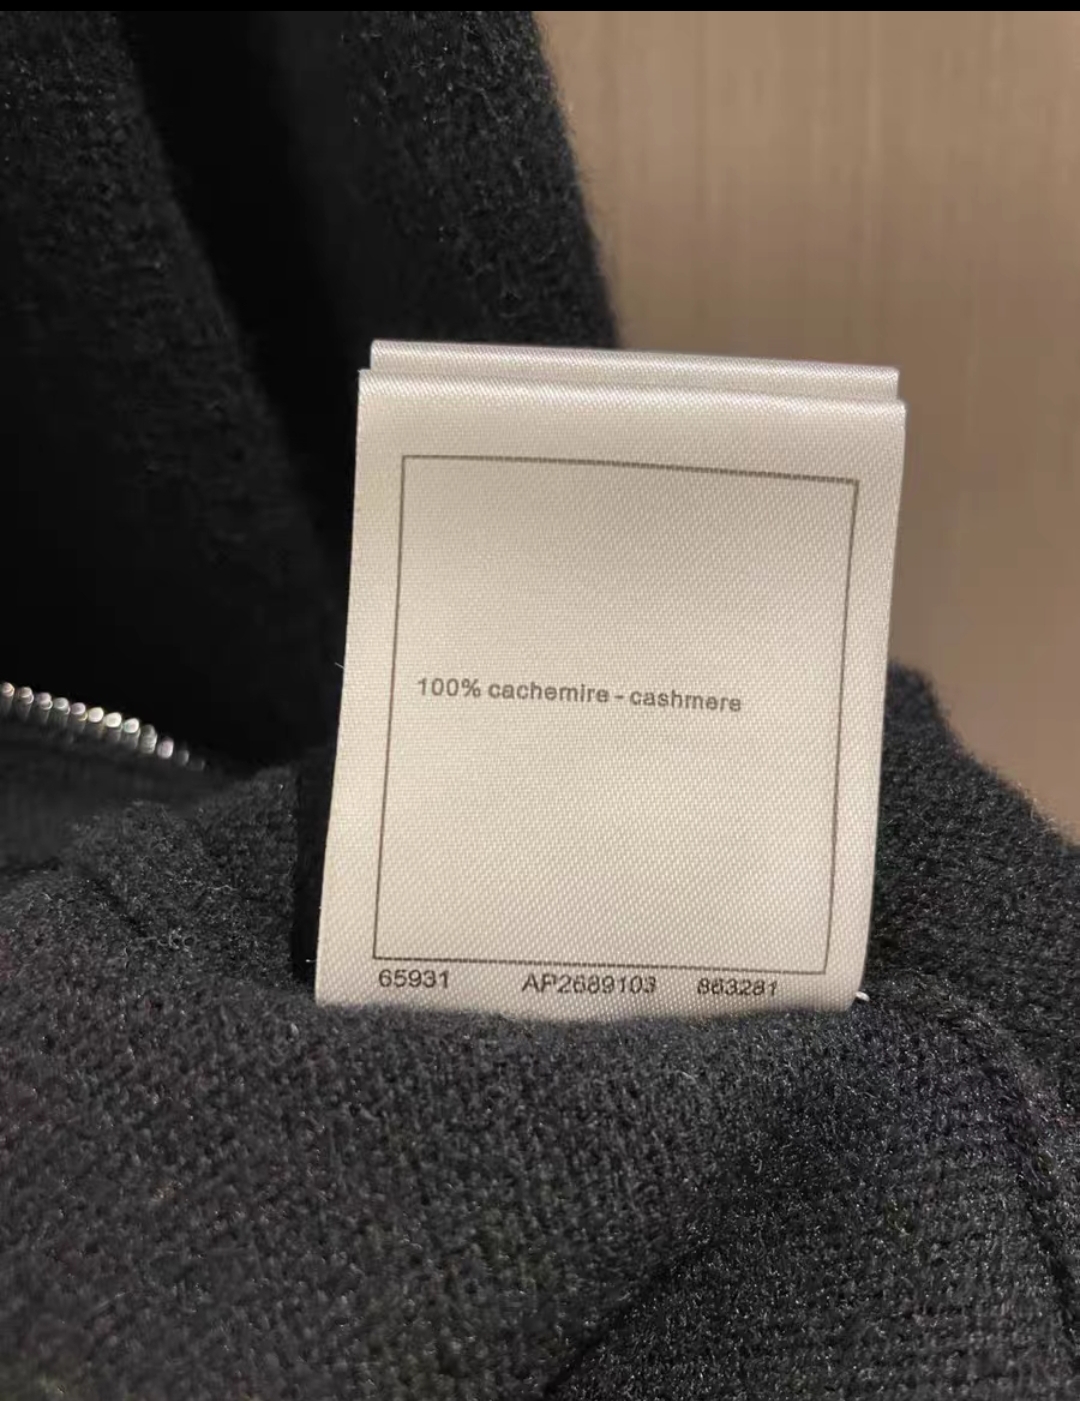 100% cachemire - cashmere
65931 AP2689103 863281